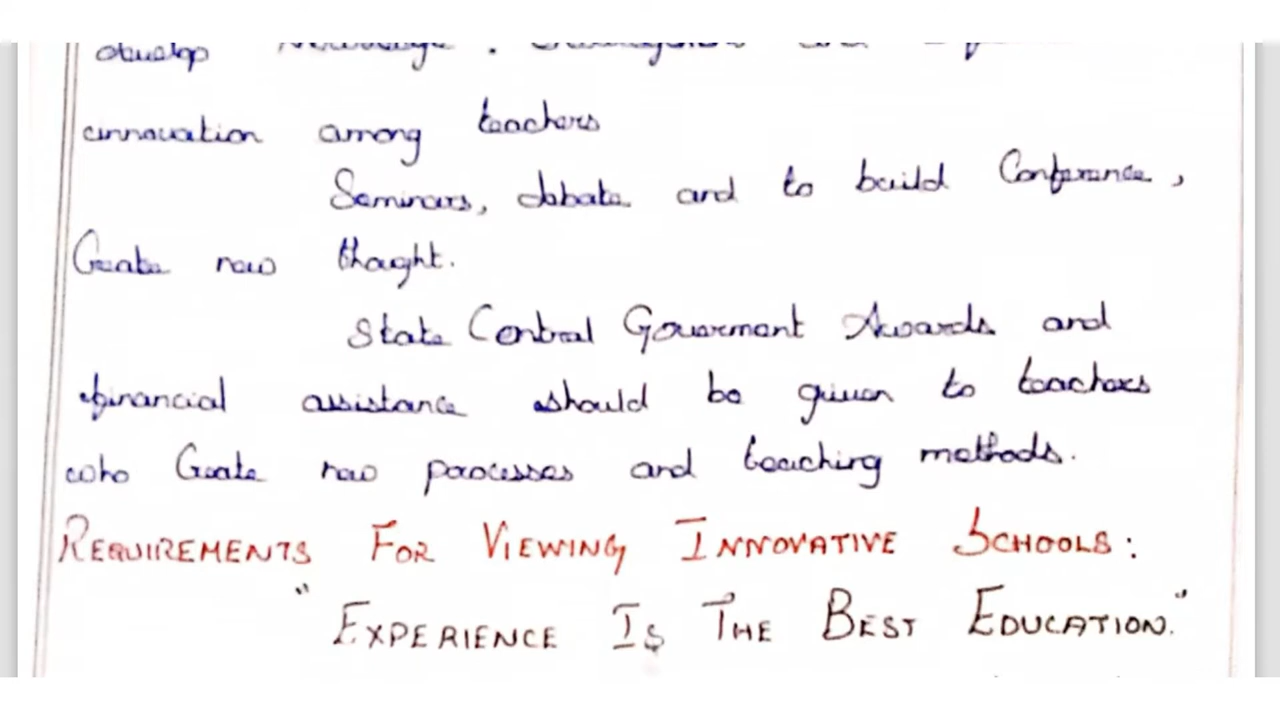 develop
innovation among teachers
Seminars, debate and to build Conference,
Create new thought.
State Central Government Awards and
financial assistance should be given to teachers
who Create new processes and teaching methods.
REQUIREMENTS FOR VIEWING INNOVATIVE SCHOOLS:
"EXPERIENCE IS THE BEST EDUCATION."